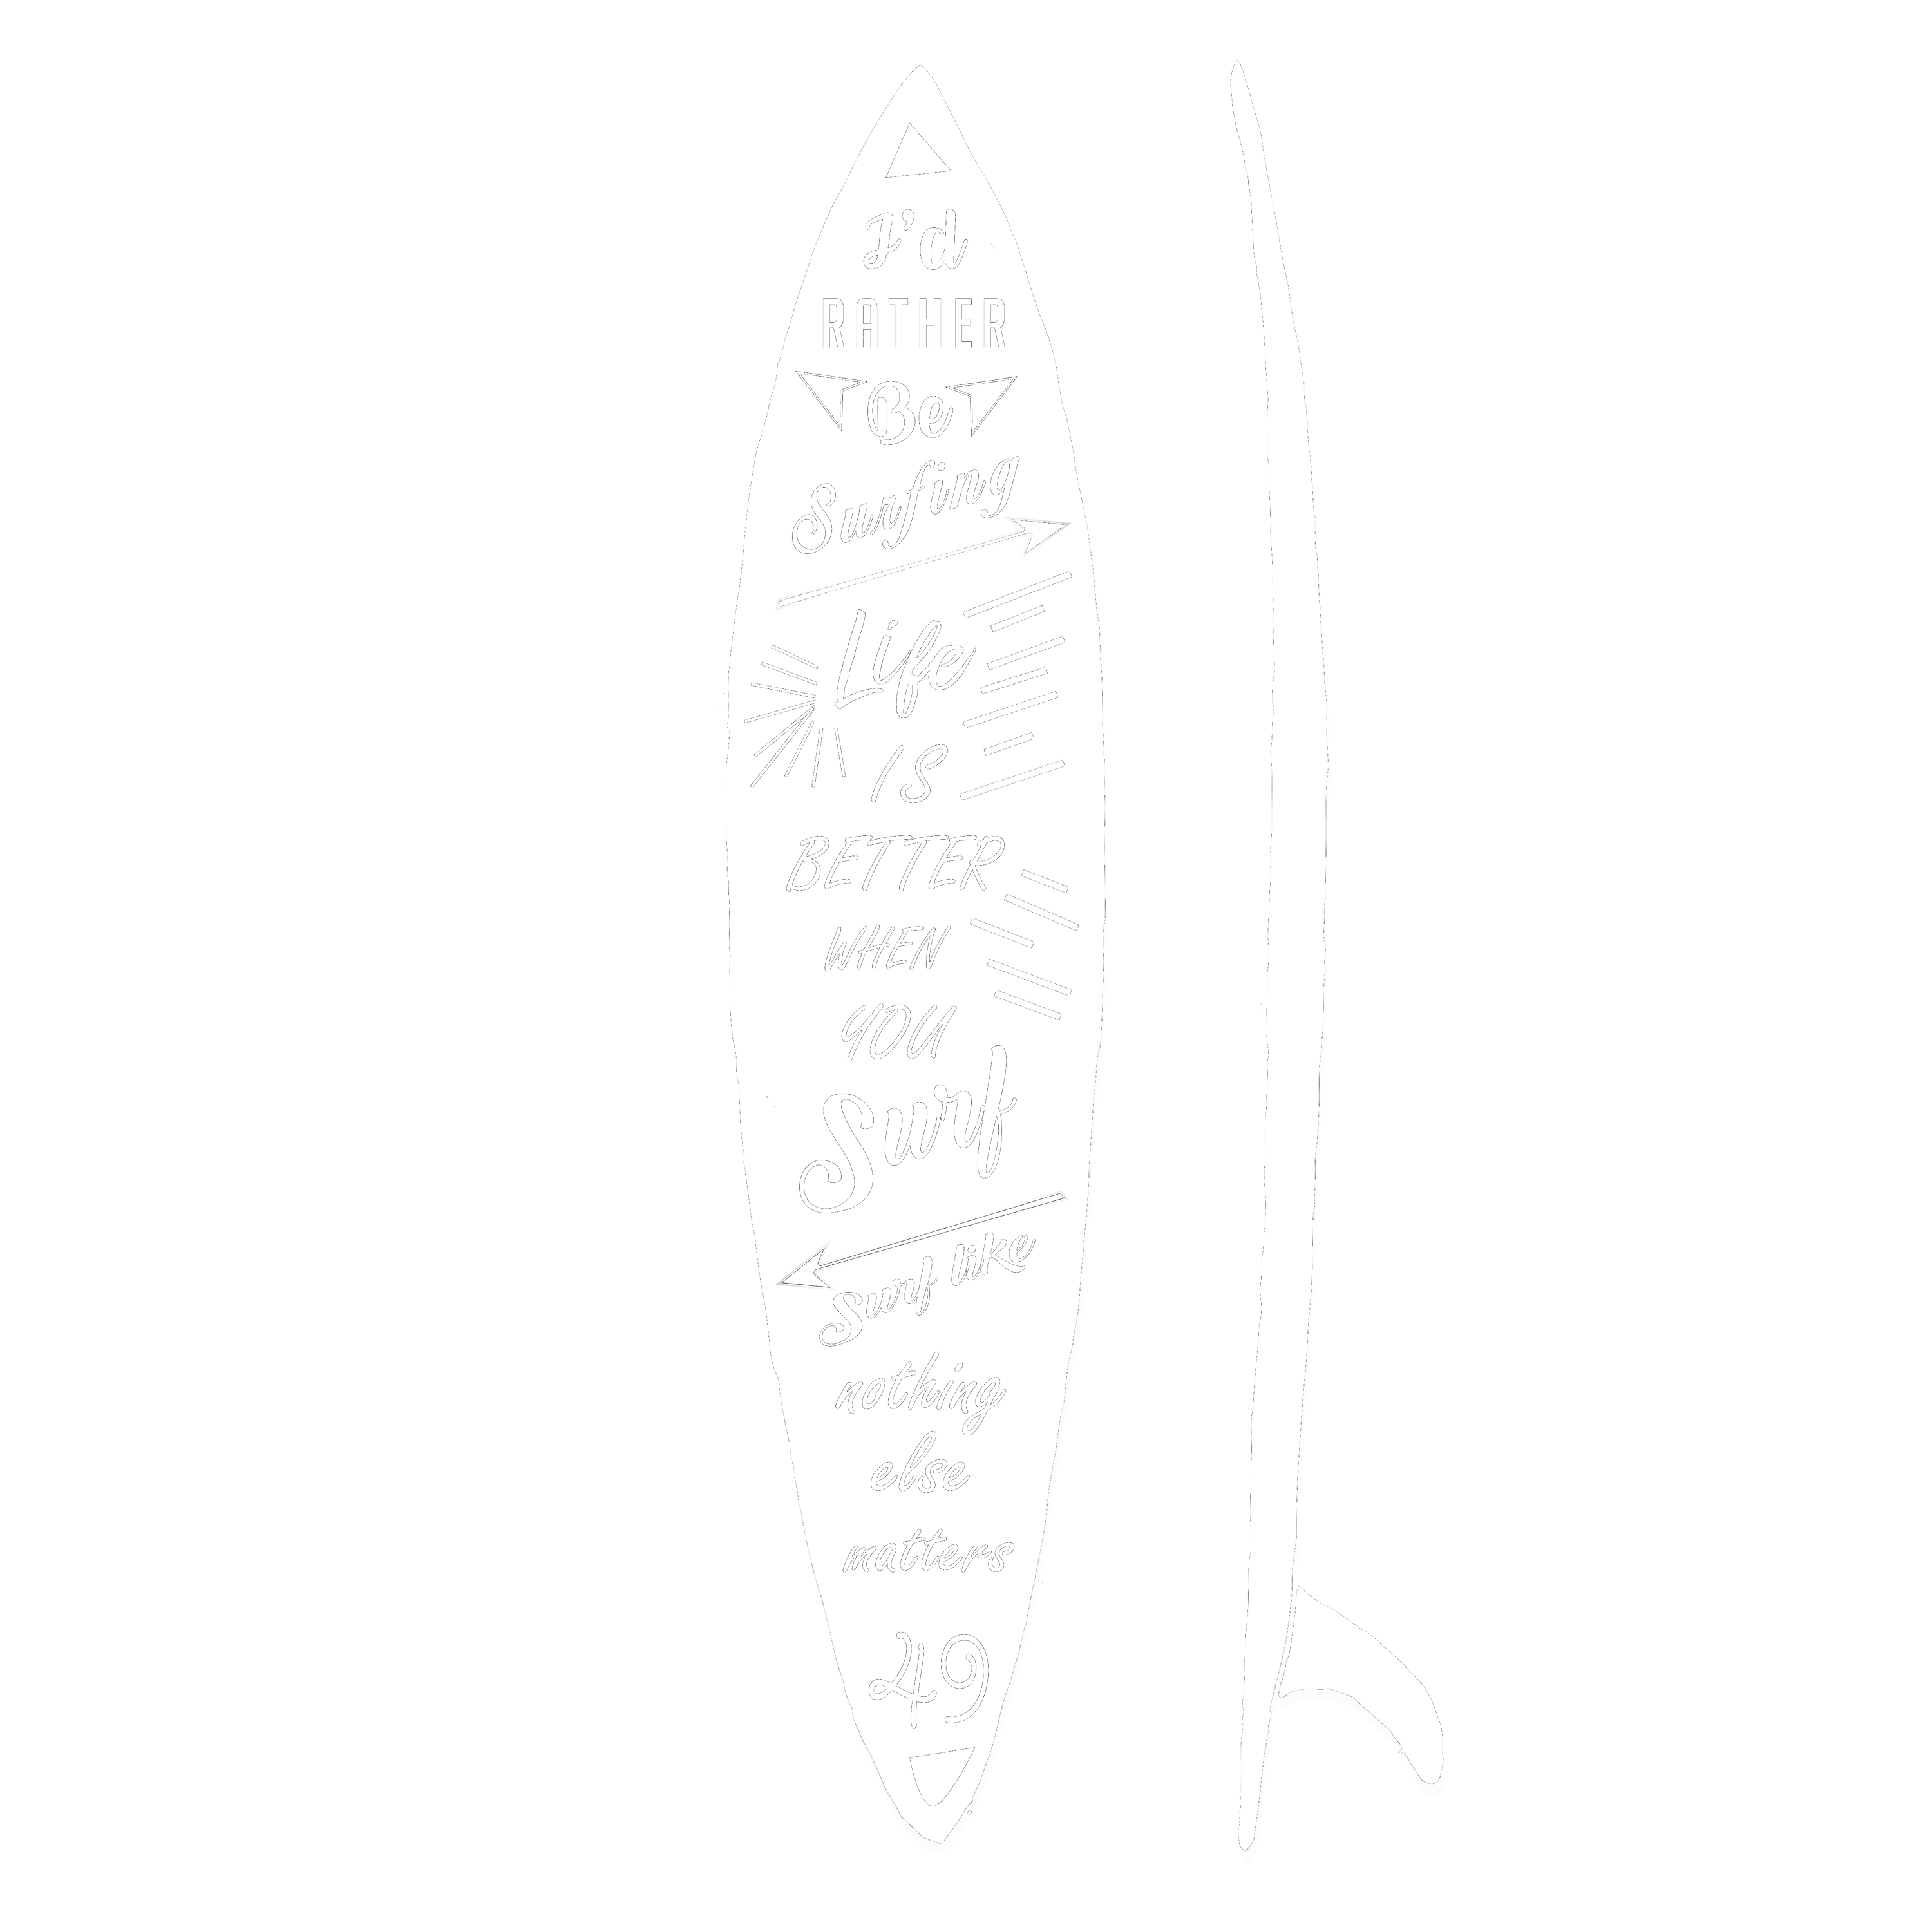 I'd
RATHER
Be
Surfing
Life
IS
BETTER
WHEN
YOU
Surf
Surf like
nothing
else
matters
49